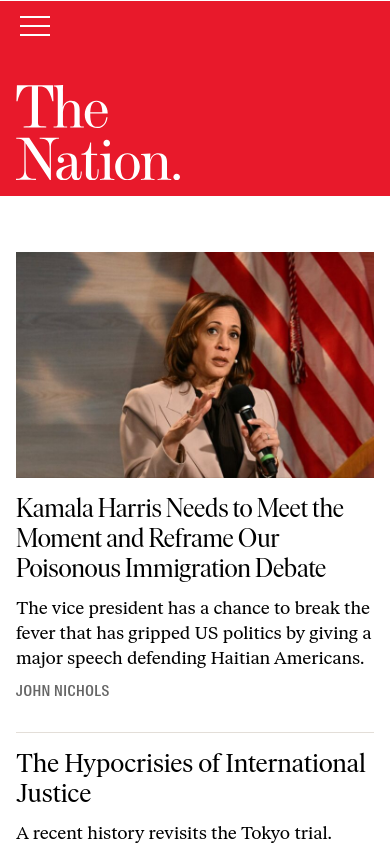 The
Nation.
Kamala Harris Needs to Meet the
Moment and Reframe Our
Poisonous Immigration Debate
The vice president has a chance to break the
fever that has gripped US politics by giving a
major speech defending Haitian Americans.
JOHN NICHOLS
The Hypocrisies of International
Justice
A recent history revisits the Tokyo trial.